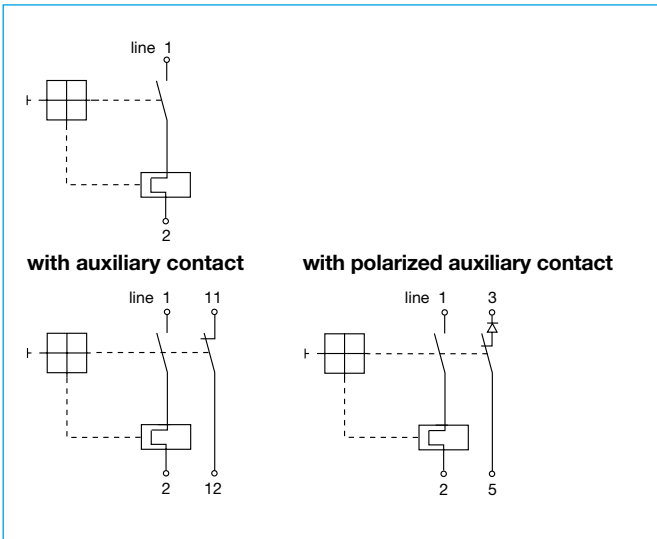 line 1
2
with auxiliary contact
with polarized auxiliary contact
line 1 11
line 1 3
2 12
2 5